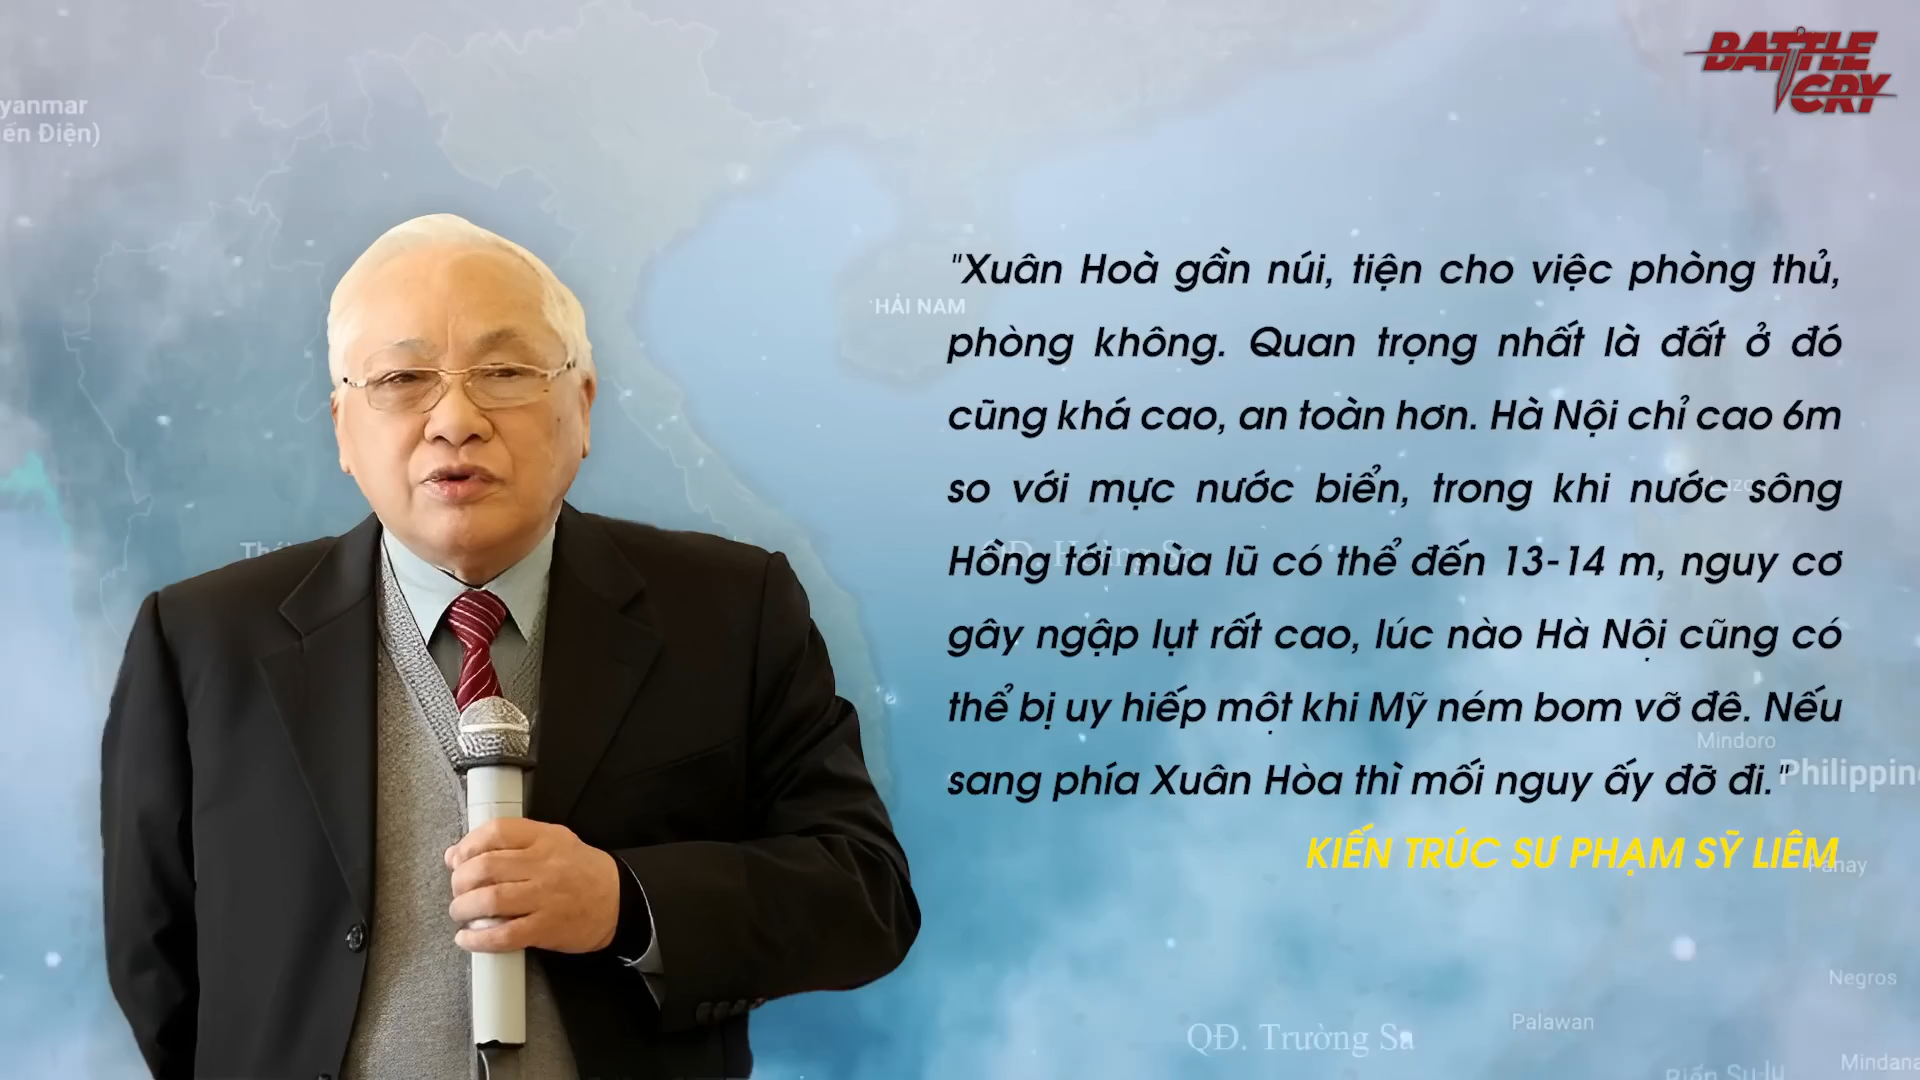 BATTLE
CRY
yanmar
ến Điện)
HẢI NAM
"Xuân Hoà gần núi, tiện cho việc phòng thủ,
phòng không. Quan trọng nhất là đất ở đó
cũng khá cao, an toàn hơn. Hà Nội chỉ cao 6m
so với mực nước biển, trong khi nước sông
Hồng tới mùa lũ có thể đến 13-14 m, nguy cơ
gây ngập lụt rất cao, lúc nào Hà Nội cũng có
thể bị uy hiếp một khi Mỹ ném bom vỡ đê. Nếu
sang phía Xuân Hòa thì mối nguy ấy đỡ đi."
KIẾN TRÚC SƯ PHẠM SỸ LIÊM
QĐ. Hoàng Sa
Mindoro
Philippin
Negros
Palawan
QĐ. Trường Sa
Mindana